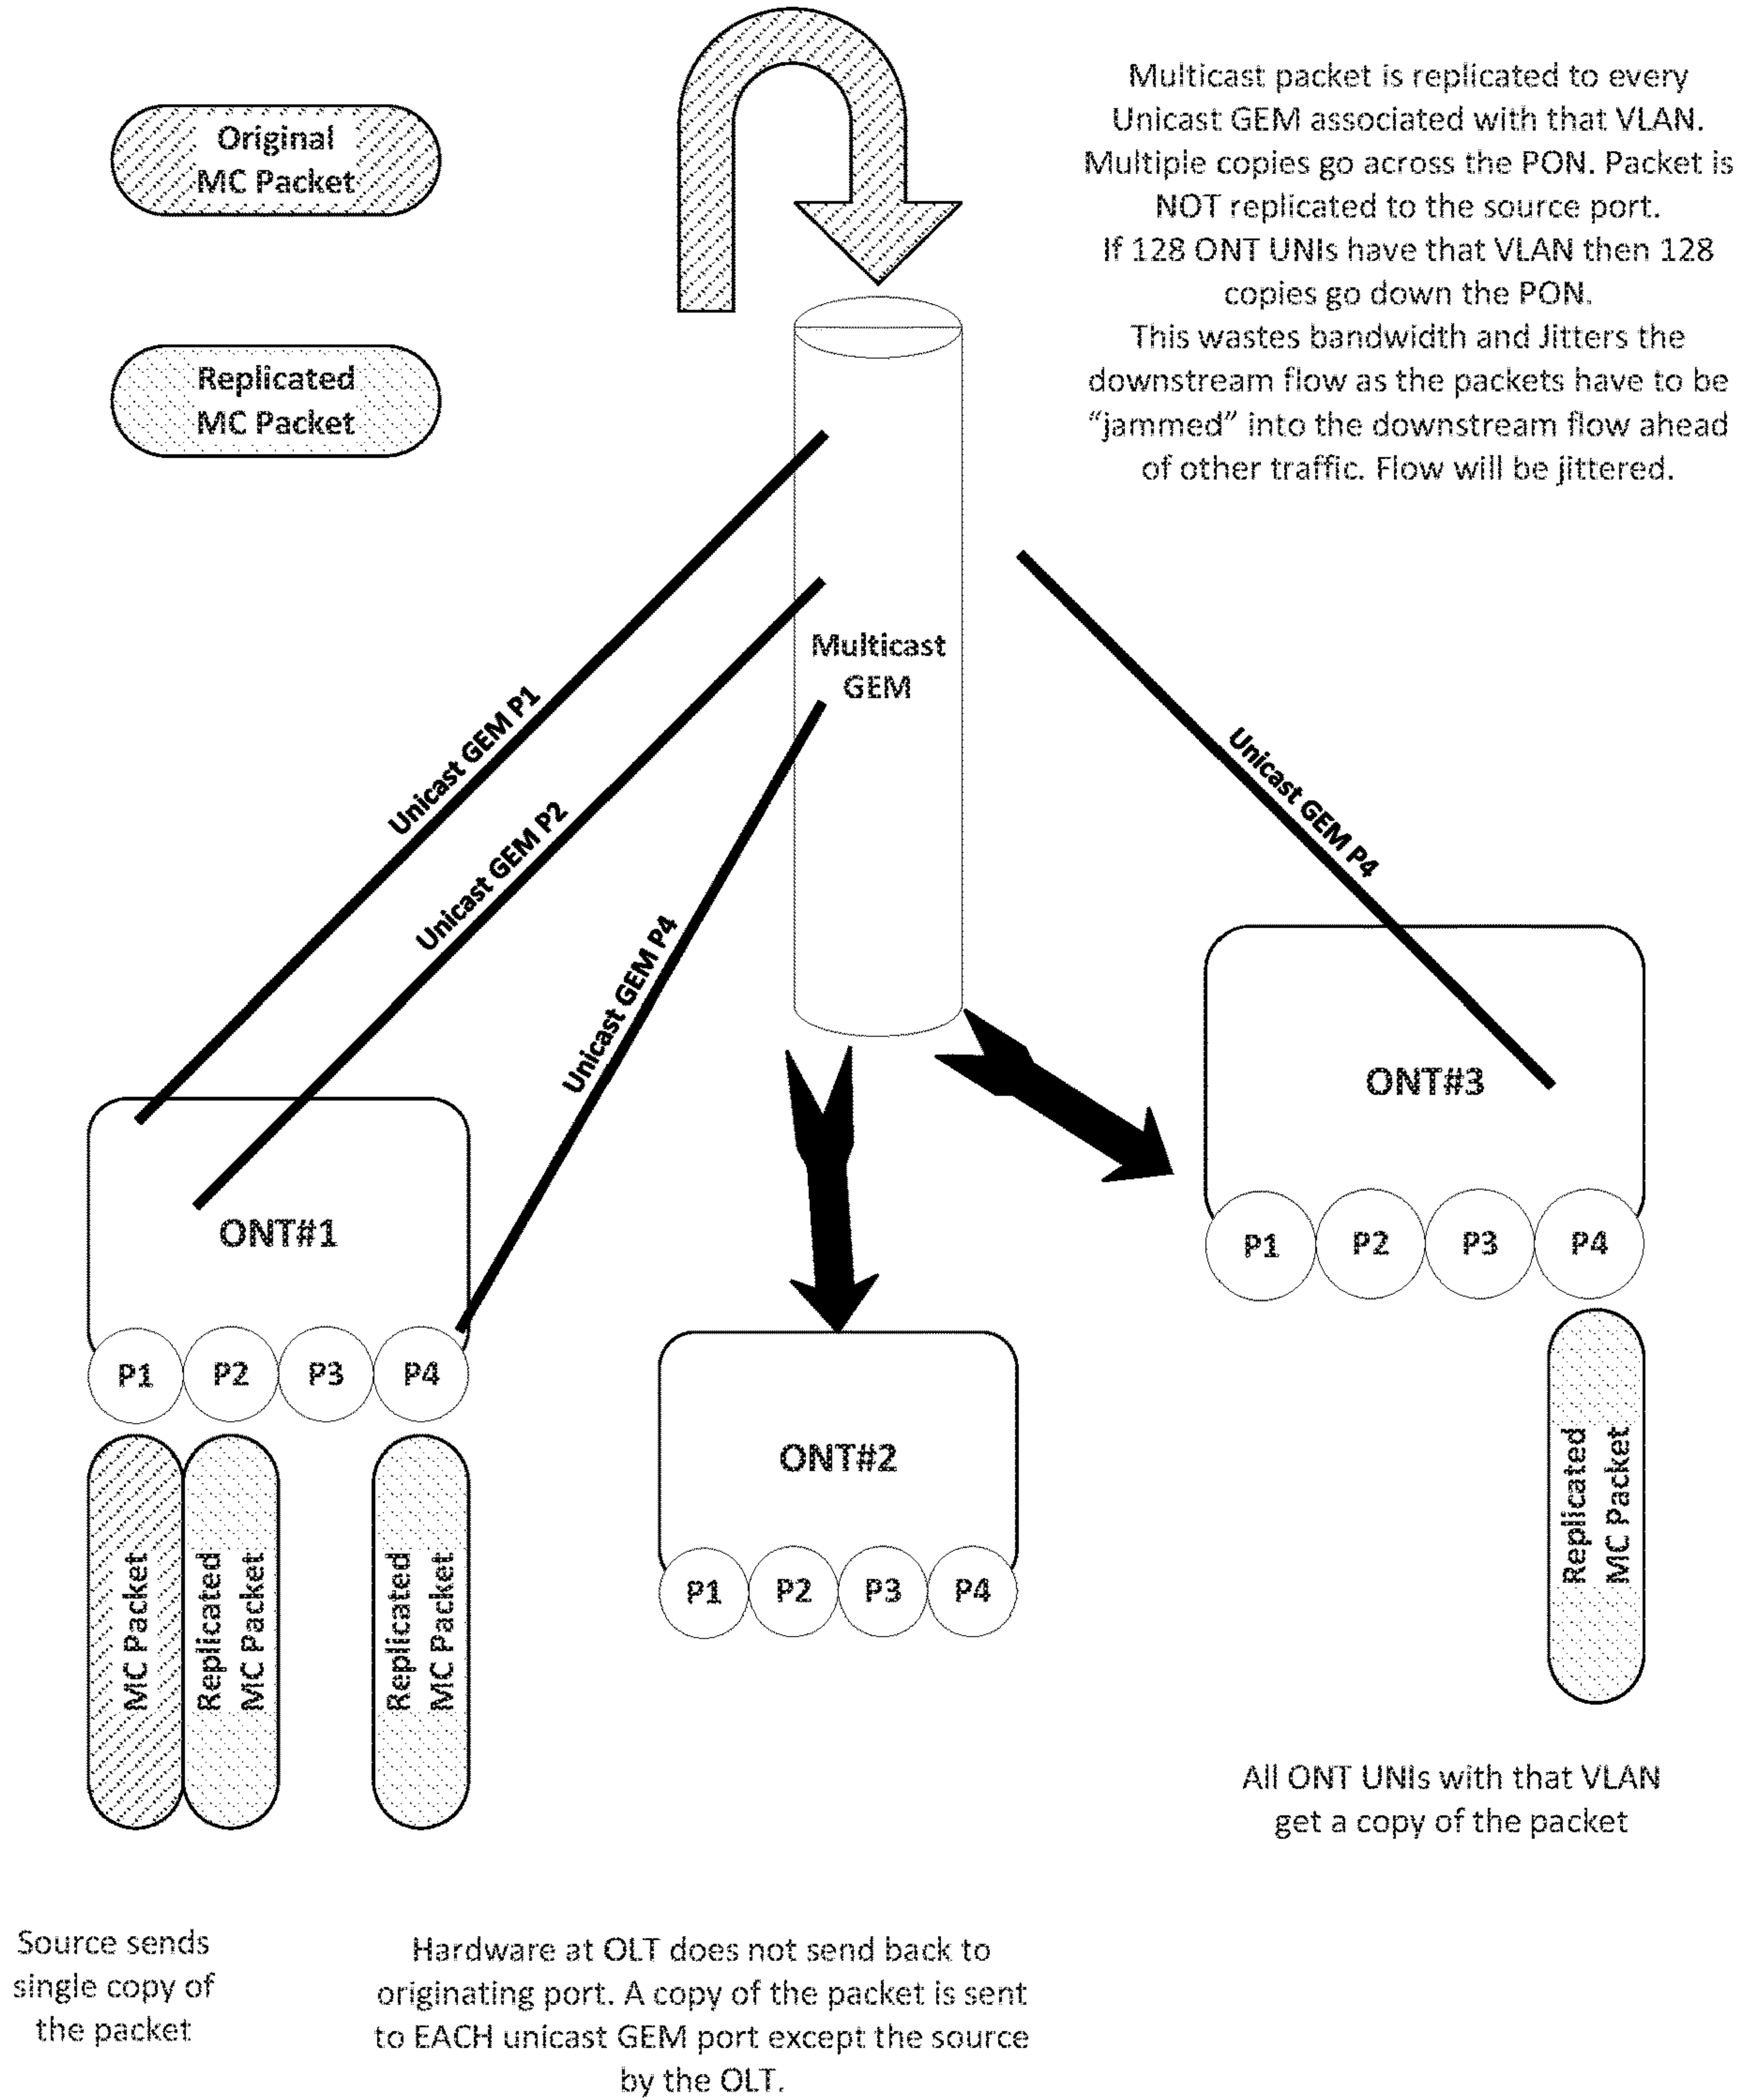 Original
MC Packet
Replicated
MC Packet
Multicast packet is replicated to every
Unicast GEM associated with that VLAN.
Multiple copies go across the PON. Packet is
NOT replicated to the source port.
If 128 ONT UNIs have that VLAN then 128
copies go down the PON.
This wastes bandwidth and Jitters the
downstream flow as the packets have to be
“jammed” into the downstream flow ahead
of other traffic. Flow will be jittered.
Multicast
GEM
Unicast GEM P1
Unicast GEM P2
Unicast GEM P4
Unicast GEM P4
ONT#1
P1 P2 P3 P4
MC Packet
Replicated
MC Packet
Replicated
MC Packet
ONT#2
P1 P2 P3 P4
ONT#3
P1 P2 P3 P4
Replicated
MC Packet
All ONT UNIs with that VLAN
get a copy of the packet
Source sends
single copy of
the packet
Hardware at OLT does not send back to
originating port. A copy of the packet is sent
to EACH unicast GEM port except the source
by the OLT.